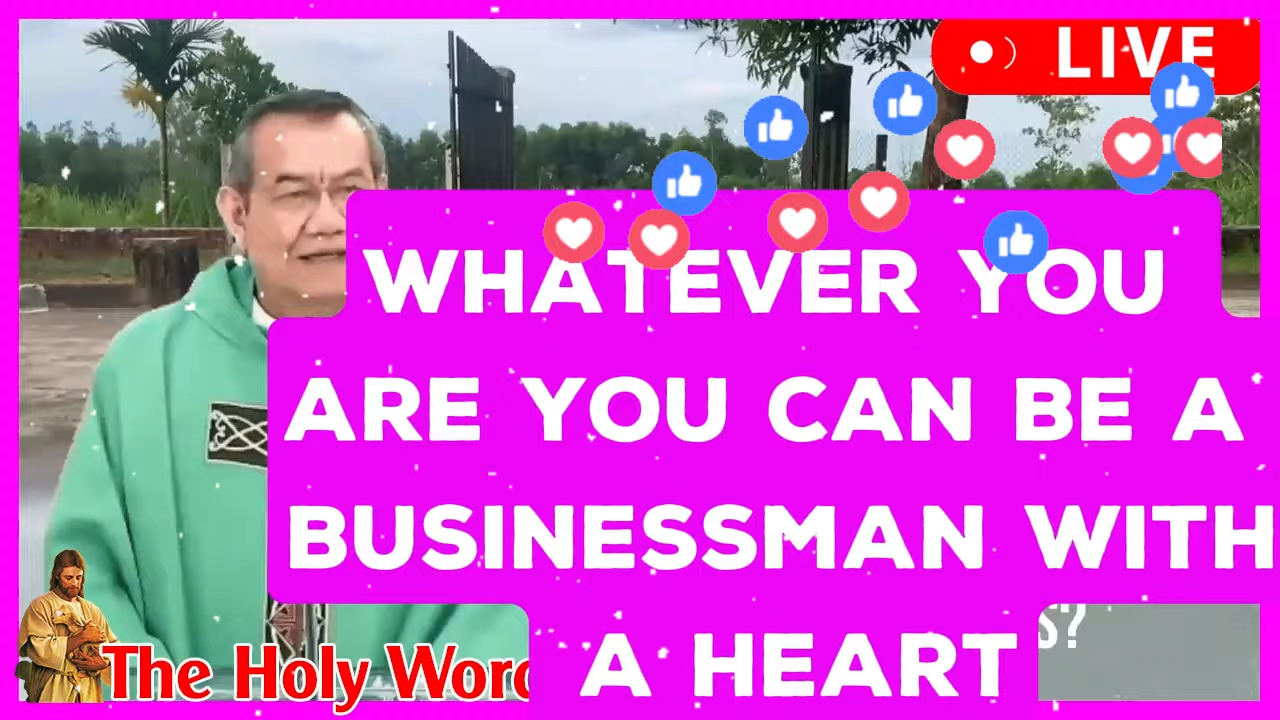 LIVE
WHATEVER YOU
ARE YOU CAN BE A
BUSINESSMAN WITH
A HEART
S?
The Holy Word